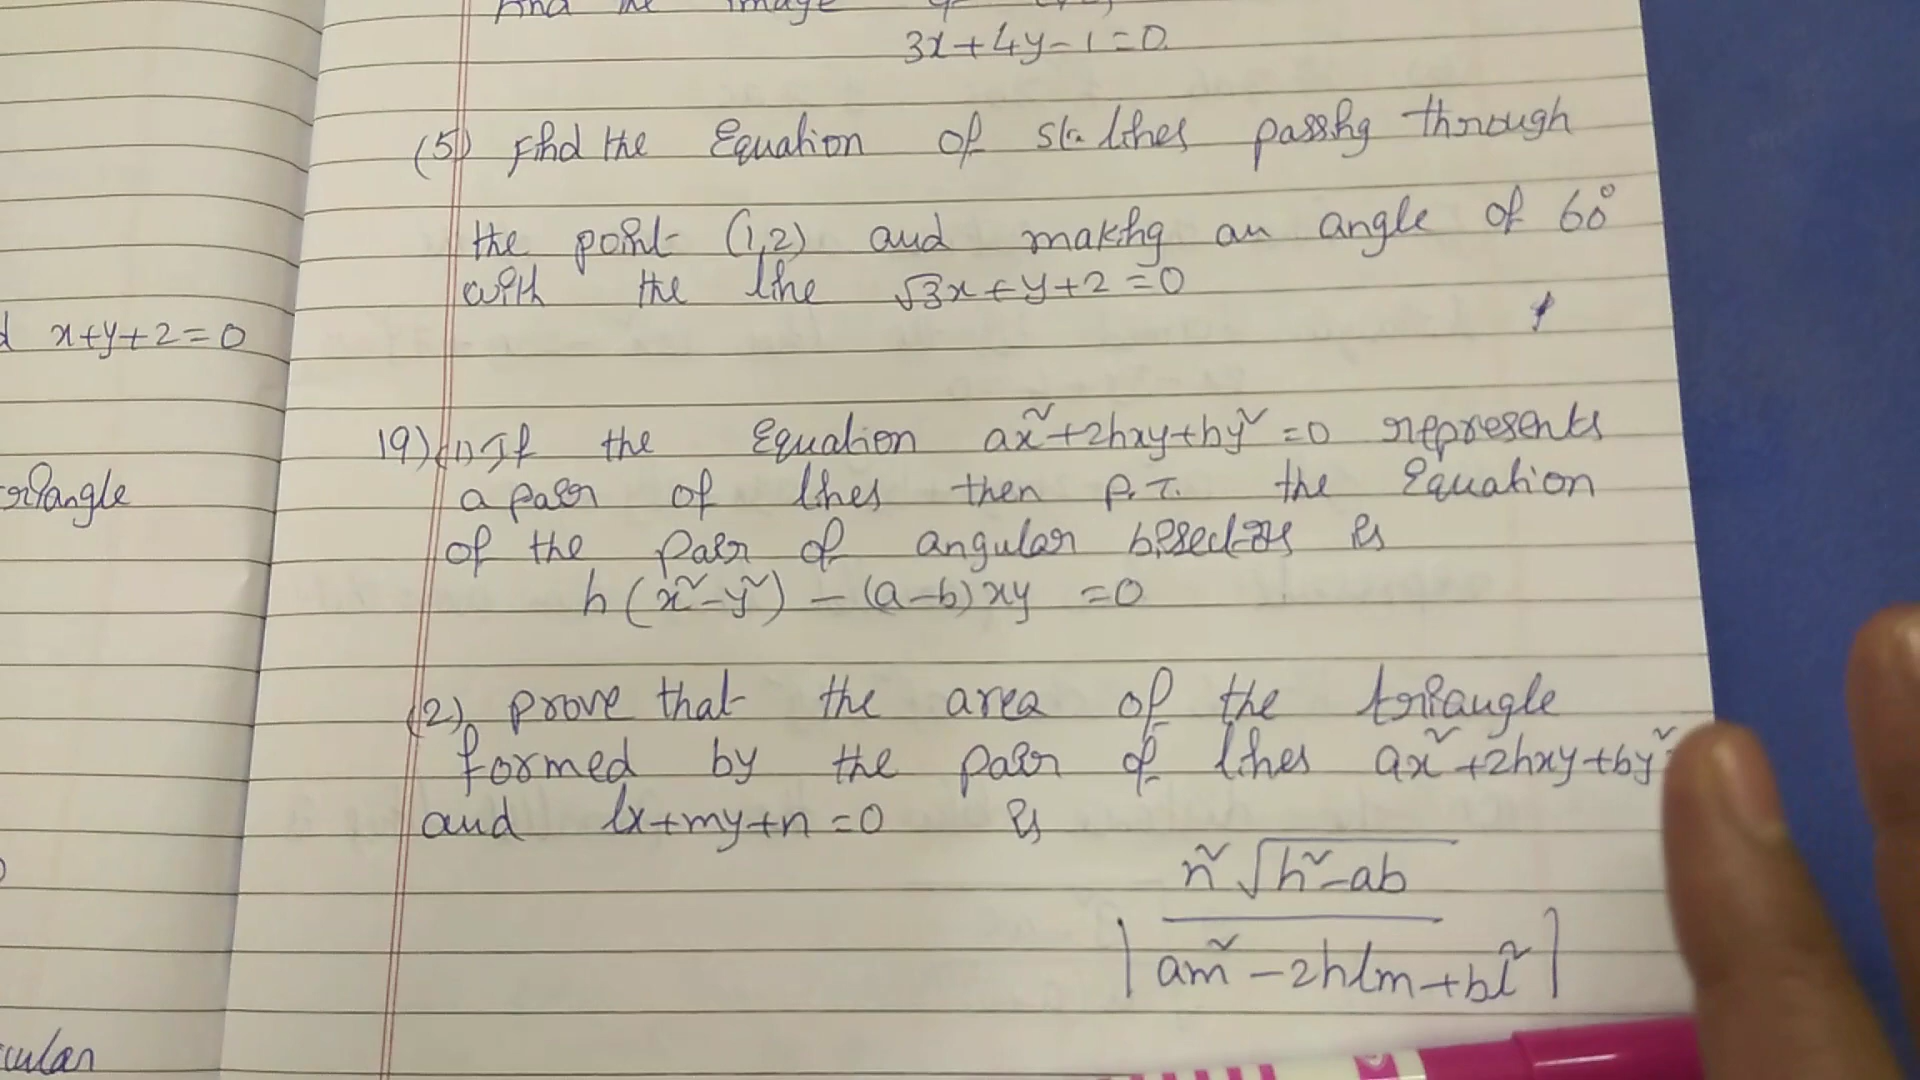 Find the image of
3x+4y-1=0
(5) Find the Equation of st. lines passing through
the point (1,2) and making an angle of 60°
with the line √3x+y+2=0
x+y+2=0
19) (1) If the Equation ax²+2hxy+by²=0 represents
a pair of lines then P.T. the Equation
of the pair of angular bisectors is
h(x²-y²)-(a-b)xy=0
(2). prove that the area of the triangle
formed by the pair of lines ax²+2hxy+by²
and lx+my+n=0 is
n²√h²-ab
|am²-2hlm+bl²|